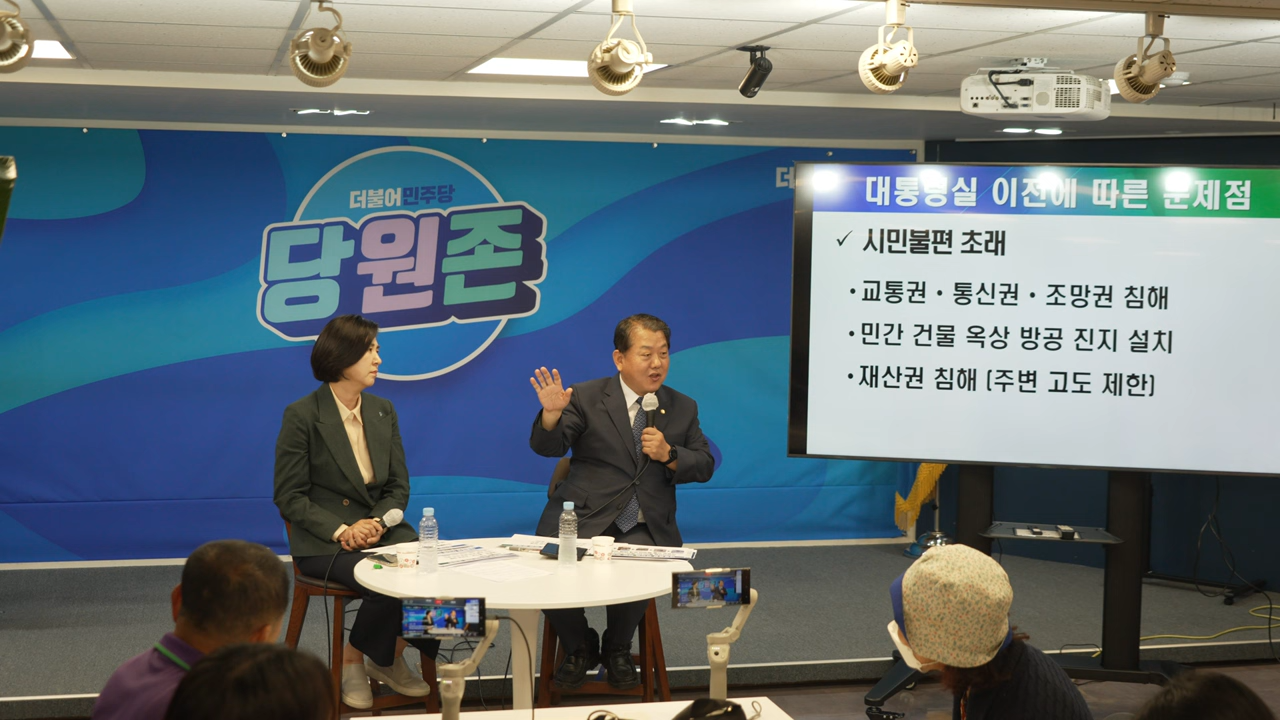 더불어민주당
당원존
더
대통령실 이전에 따른 문제점
✓ 시민불편 초래
·교통권·통신권·조망권 침해
·민간 건물 옥상 방공 진지 설치
·재산권 침해 (주변 고도 제한)